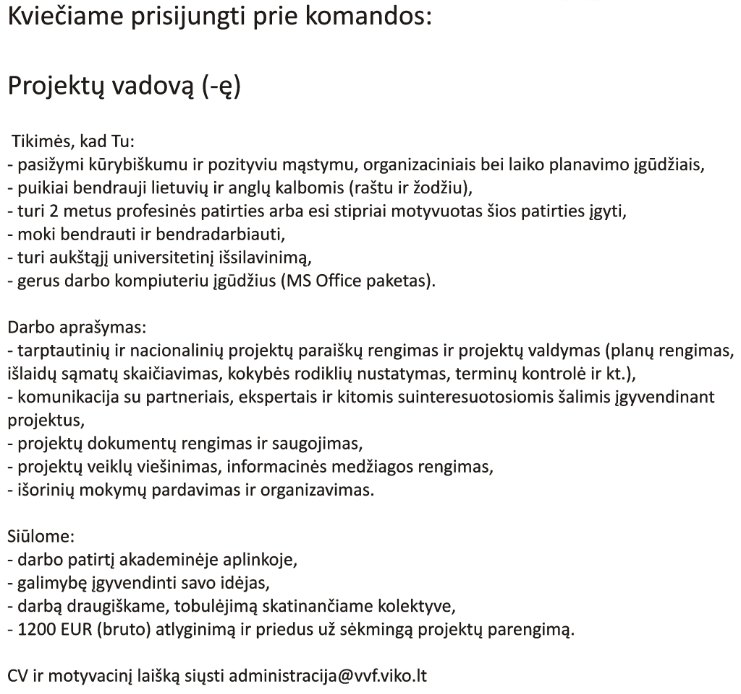 Kviečiame prisijungti prie komandos:
Projektų vadovą (-ę)
Tikimės, kad Tu:
- pasižymi kūrybiškumu ir pozityviu mąstymu, organizaciniais bei laiko planavimo įgūdžiais,
- puikiai bendrauji lietuvių ir anglų kalbomis (raštu ir žodžiu),
- turi 2 metus profesinės patirties arba esi stipriai motyvuotas šios patirties įgyti,
- moki bendrauti ir bendradarbiauti,
- turi aukštąjį universitetinį išsilavinimą,
- gerus darbo kompiuteriu įgūdžius (MS Office paketas).
Darbo aprašymas:
- tarptautinių ir nacionalinių projektų paraiškų rengimas ir projektų valdymas (planų rengimas,
išlaidų sąmatų skaičiavimas, kokybės rodiklių nustatymas, terminų kontrolė ir kt.),
- komunikacija su partneriais, ekspertais ir kitomis suinteresuotosiomis šalimis įgyvendinant
projektus,
- projektų dokumentų rengimas ir saugojimas,
- projektų veiklų viešinimas, informacinės medžiagos rengimas,
- išorinių mokymų pardavimas ir organizavimas.
Siūlome:
- darbo patirtį akademinėje aplinkoje,
- galimybę įgyvendinti savo idėjas,
- darbą draugiškame, tobulėjimą skatinančiame kolektyve,
- 1200 EUR (bruto) atlyginimą ir priedus už sėkmingą projektų parengimą.
CV ir motyvacinį laišką siųsti administracija@vvf.viko.lt